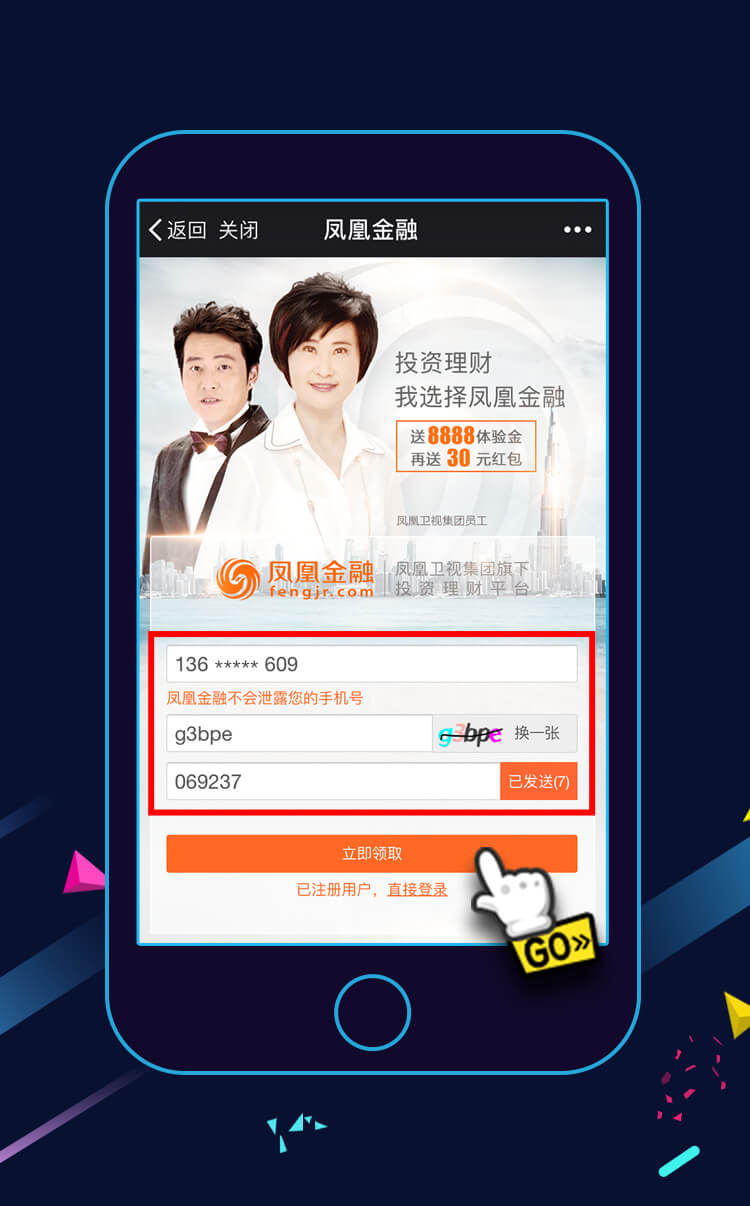 返回 关闭 凤凰金融
投资理财
我选择凤凰金融
送8888体验金
再送 30 元红包
凤凰卫视集团员工
凤凰金融
fengjr.com
凤凰卫视集团旗下
投资理财平台
136 ***** 609
凤凰金融不会泄露您的手机号
g3bpe g3bpe 换一张
069237 已发送(7)
立即领取
已注册用户，直接登录
GO»